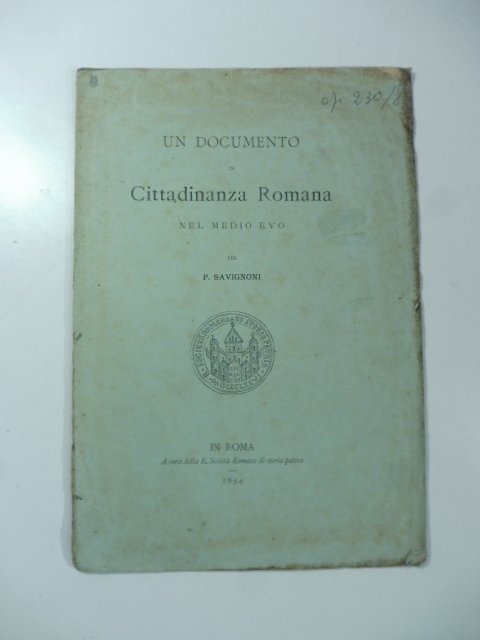 op. 230/8
UN DOCUMENTO
DI
Cittadinanza Romana
NEL MEDIO EVO
PER
P. SAVIGNONI
IN ROMA
A cura della R. Società Romana di storia patria
1894